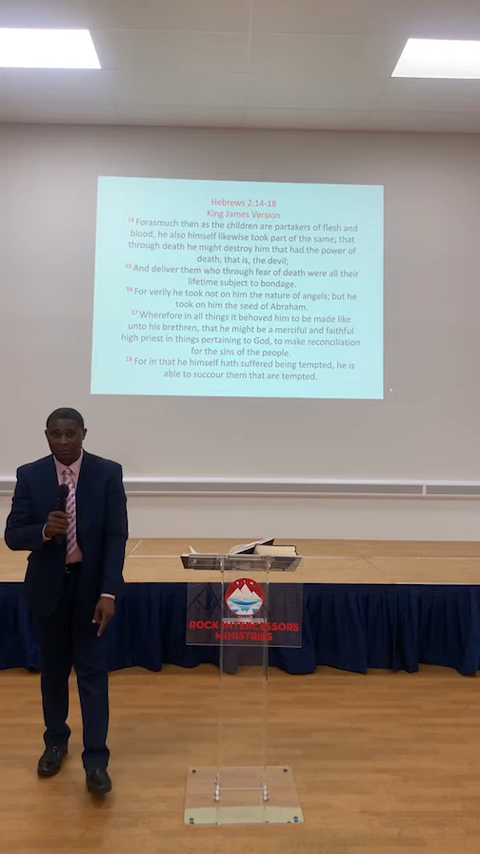 Hebrews 2:14-18
King James Version
14 Forasmuch then as the children are partakers of flesh and
blood, he also himself likewise took part of the same; that
through death he might destroy him that had the power of
death, that is, the devil;
15 And deliver them who through fear of death were all their
lifetime subject to bondage.
16 For verily he took not on him the nature of angels; but he
took on him the seed of Abraham.
17 Wherefore in all things it behoved him to be made like
unto his brethren, that he might be a merciful and faithful
high priest in things pertaining to God, to make reconciliation
for the sins of the people.
18 For in that he himself hath suffered being tempted, he is
able to succour them that are tempted.
ROCK INTERCESSORS
MINISTRIES